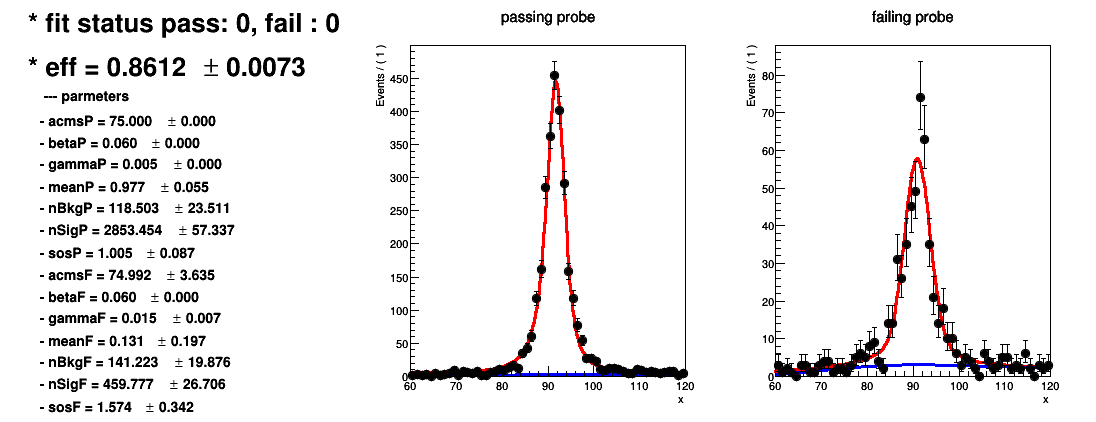 * fit status pass: 0, fail : 0
* eff = 0.8612 ± 0.0073
--- parmeters
- acmsP = 75.000 ± 0.000
- betaP = 0.060 ± 0.000
- gammaP = 0.005 ± 0.000
- meanP = 0.977 ± 0.055
- nBkgP = 118.503 ± 23.511
- nSigP = 2853.454 ± 57.337
- sosP = 1.005 ± 0.087
- acmsF = 74.992 ± 3.635
- betaF = 0.060 ± 0.000
- gammaF = 0.015 ± 0.007
- meanF = 0.131 ± 0.197
- nBkgF = 141.223 ± 19.876
- nSigF = 459.777 ± 26.706
- sosF = 1.574 ± 0.342
passing probe
Events / ( 1 )
450
400
350
300
250
200
150
100
50
0
60 70 80 90 100 110 120
x
failing probe
Events / ( 1 )
80
70
60
50
40
30
20
10
0
60 70 80 90 100 110 120
x